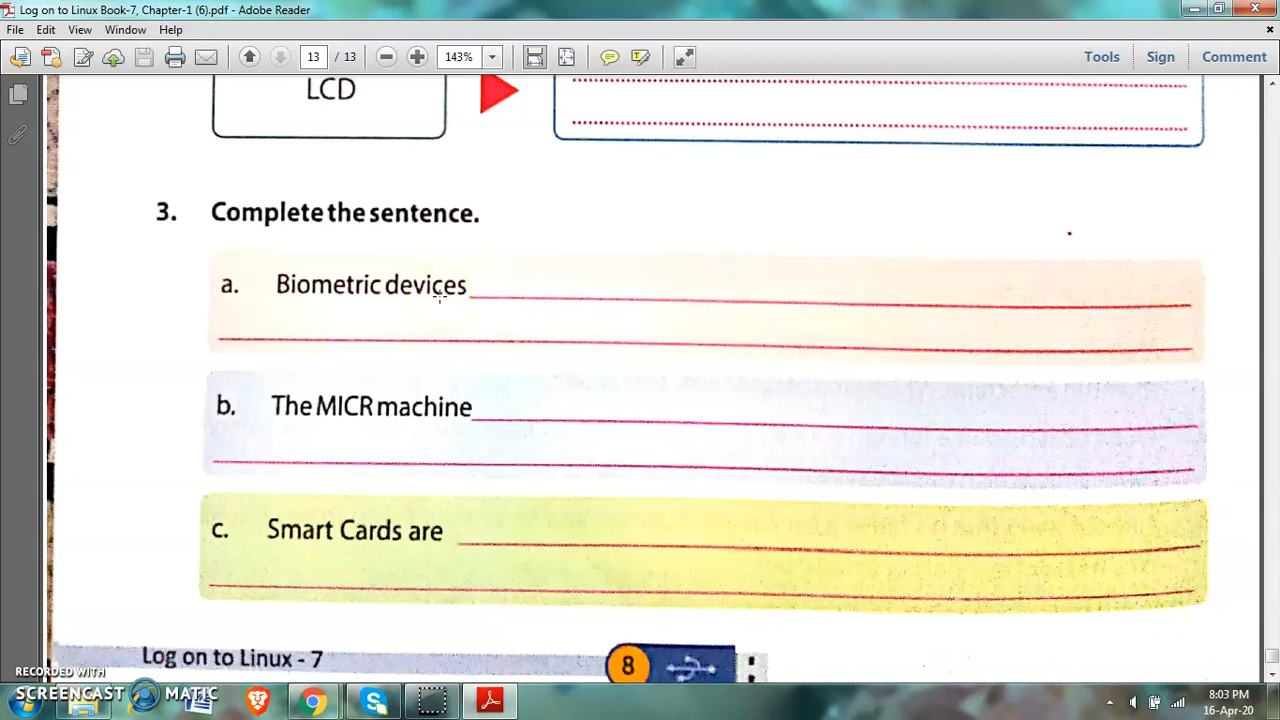 Log on to Linux Book-7, Chapter-1 (6).pdf - Adobe Reader
File Edit View Window Help
13 / 13 143% Tools Sign Comment
LCD
3. Complete the sentence.
a. Biometric devices
b. The MICR machine
c. Smart Cards are
Log on to Linux - 7
8
RECORDED WITH
SCREENCAST MATIC
8:03 PM
16-Apr-20